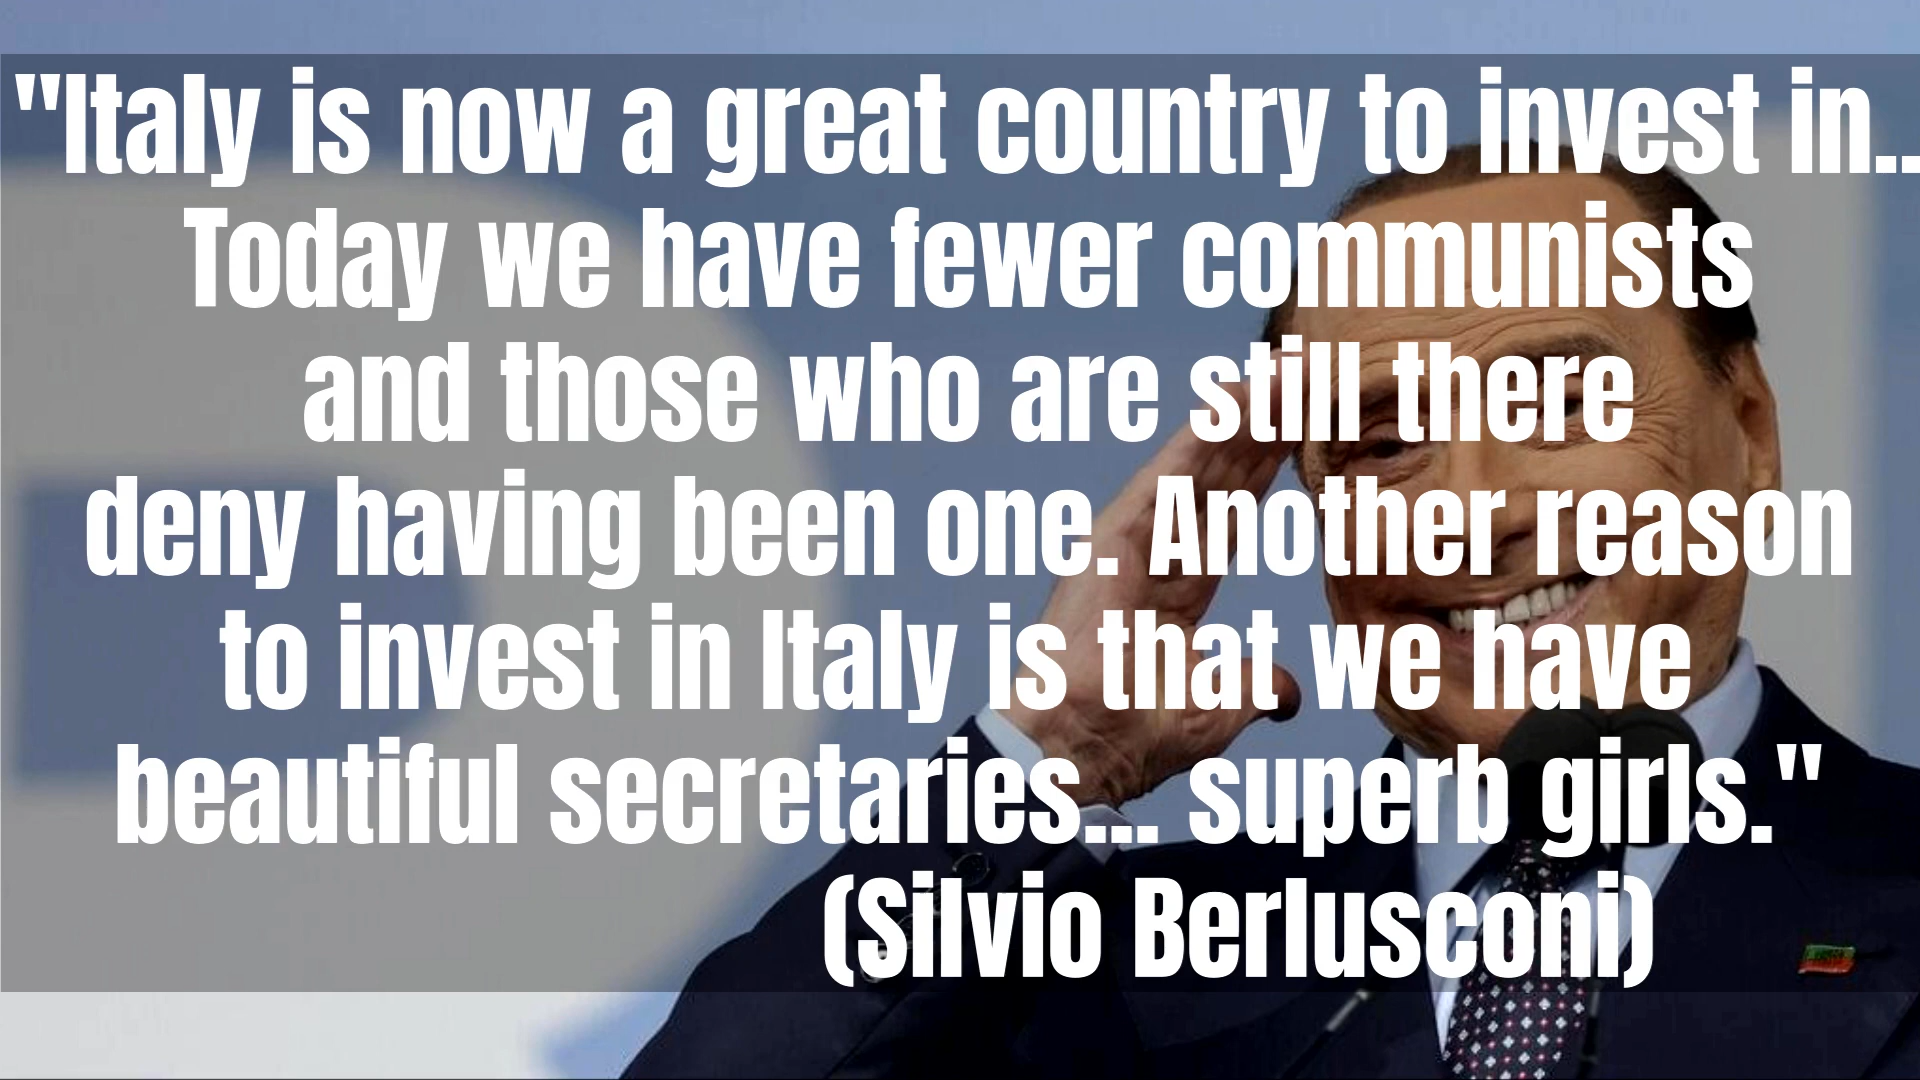 "Italy is now a great country to invest in..
Today we have fewer communists
and those who are still there
deny having been one. Another reason
to invest in Italy is that we have
beautiful secretaries... superb girls."
(Silvio Berlusconi)